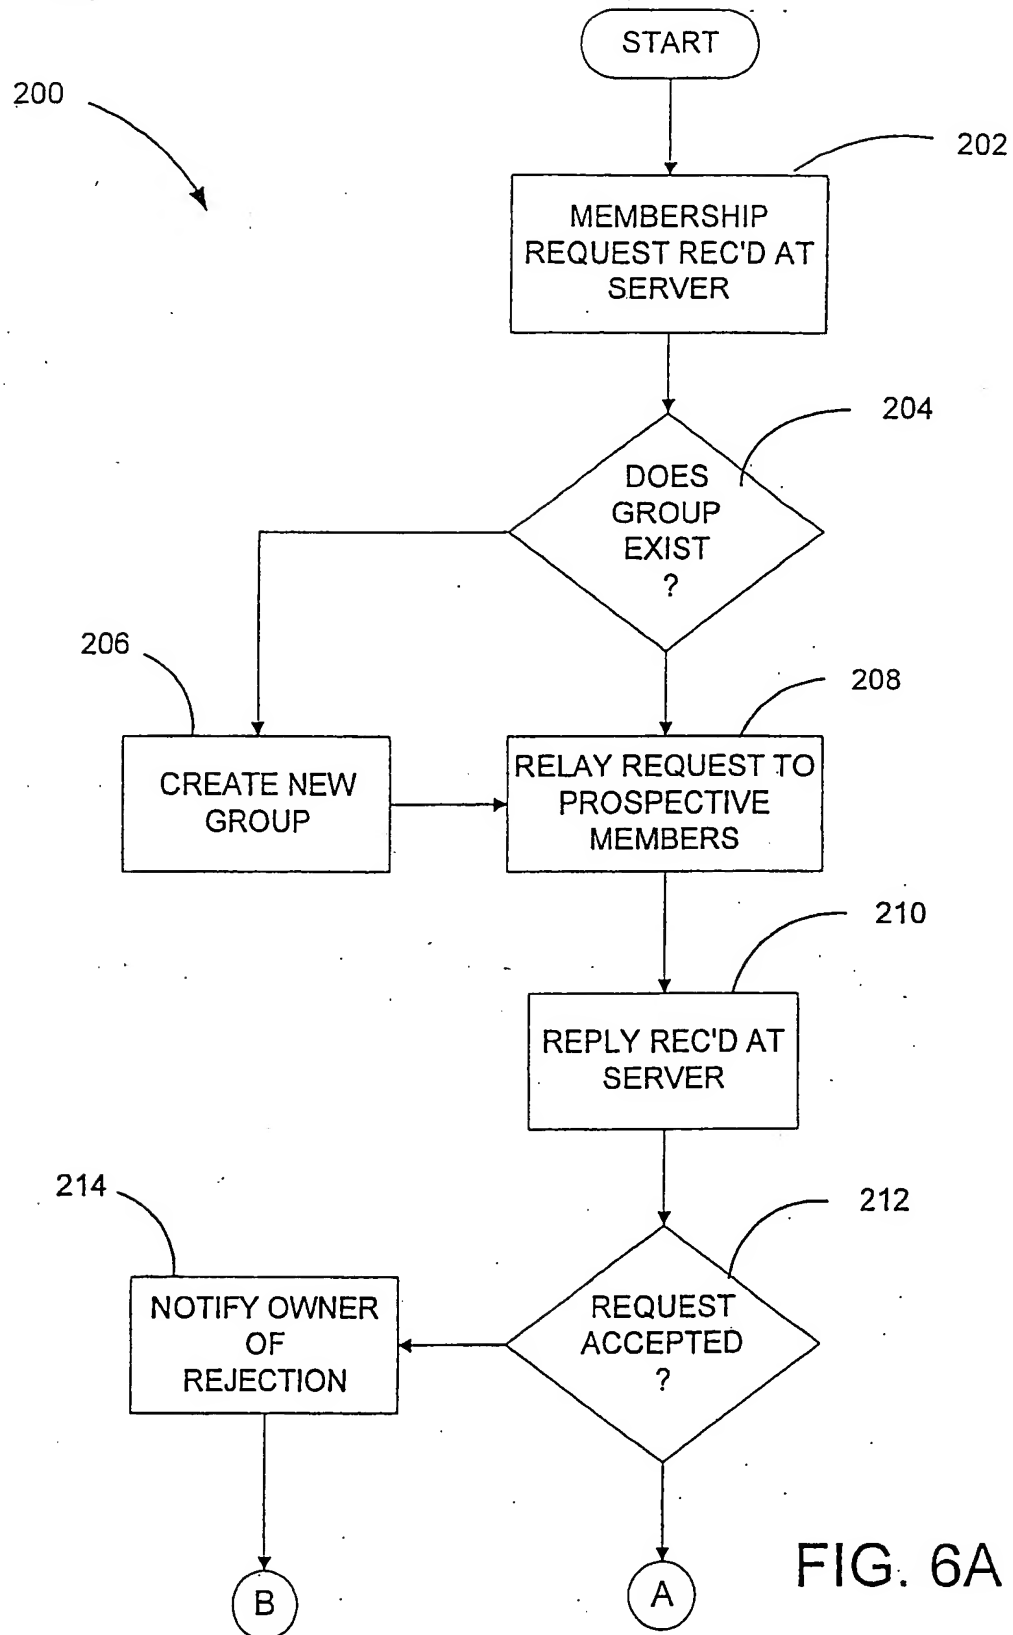 START
200
202
MEMBERSHIP
REQUEST REC'D AT
SERVER
204
DOES
GROUP
EXIST
?
206
208
CREATE NEW
GROUP
RELAY REQUEST TO
PROSPECTIVE
MEMBERS
210
REPLY REC'D AT
SERVER
214
212
NOTIFY OWNER
OF
REJECTION
REQUEST
ACCEPTED
?
B
A
FIG. 6A